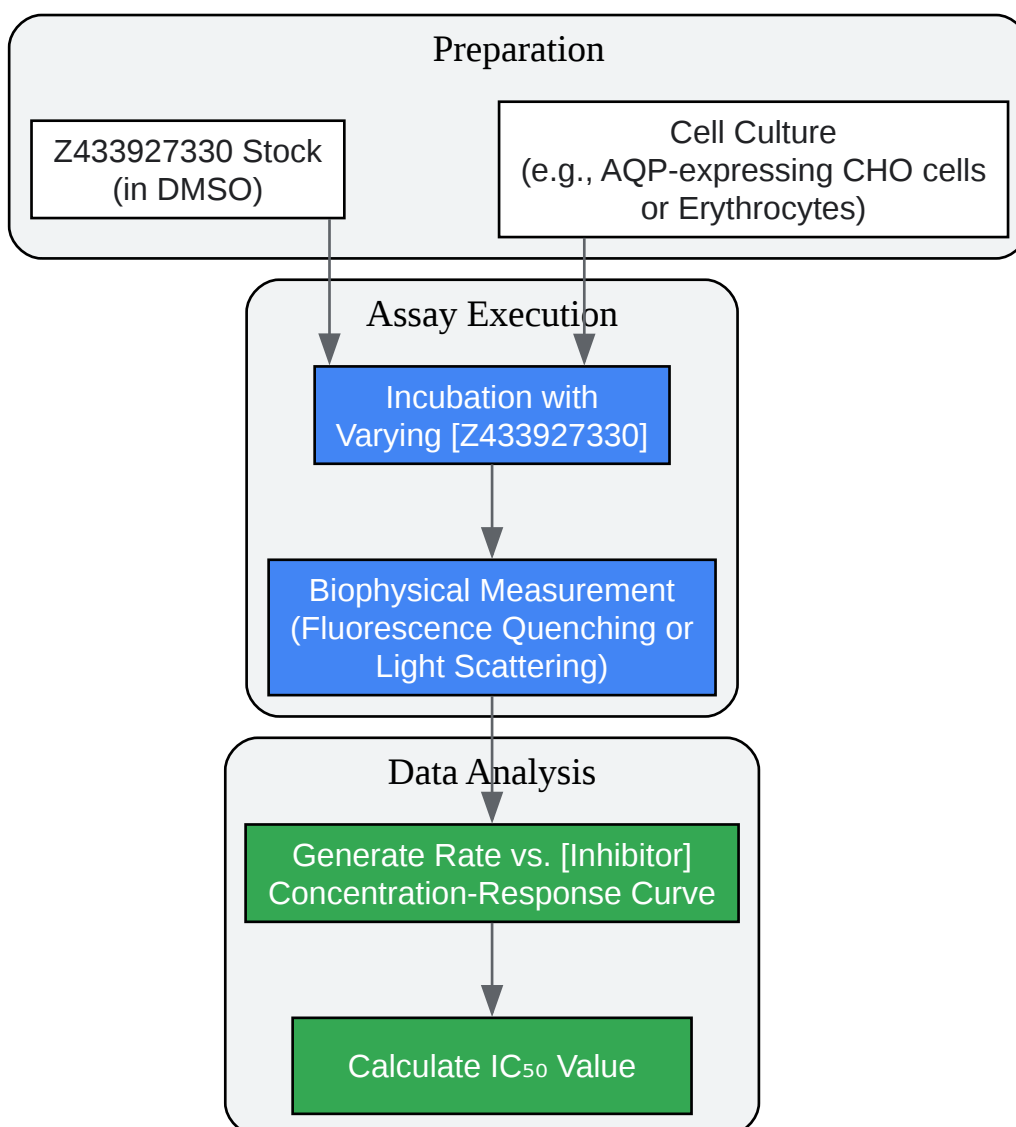 Preparation
Z433927330 Stock
(in DMSO)
Cell Culture
(e.g., AQP-expressing CHO cells
or Erythrocytes)
Assay Execution
Incubation with
Varying [Z433927330]
Biophysical Measurement
(Fluorescence Quenching or
Light Scattering)
Data Analysis
Generate Rate vs. [Inhibitor]
Concentration-Response Curve
Calculate IC₅₀ Value